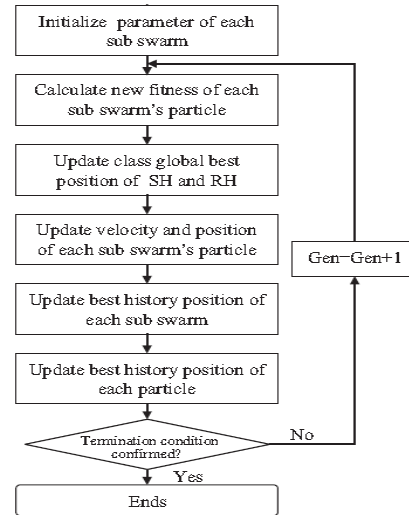 Initialize parameter of each
sub swarm
Calculate new fitness of each
sub swarm's particle
Update class global best
position of SH and RH
Update velocity and position
of each sub swarm's particle
Gen−Gen+1
Update best history position of
each sub swarm
Update best history position of
each particle
Termination condition
confirmed?
No
Yes
Ends